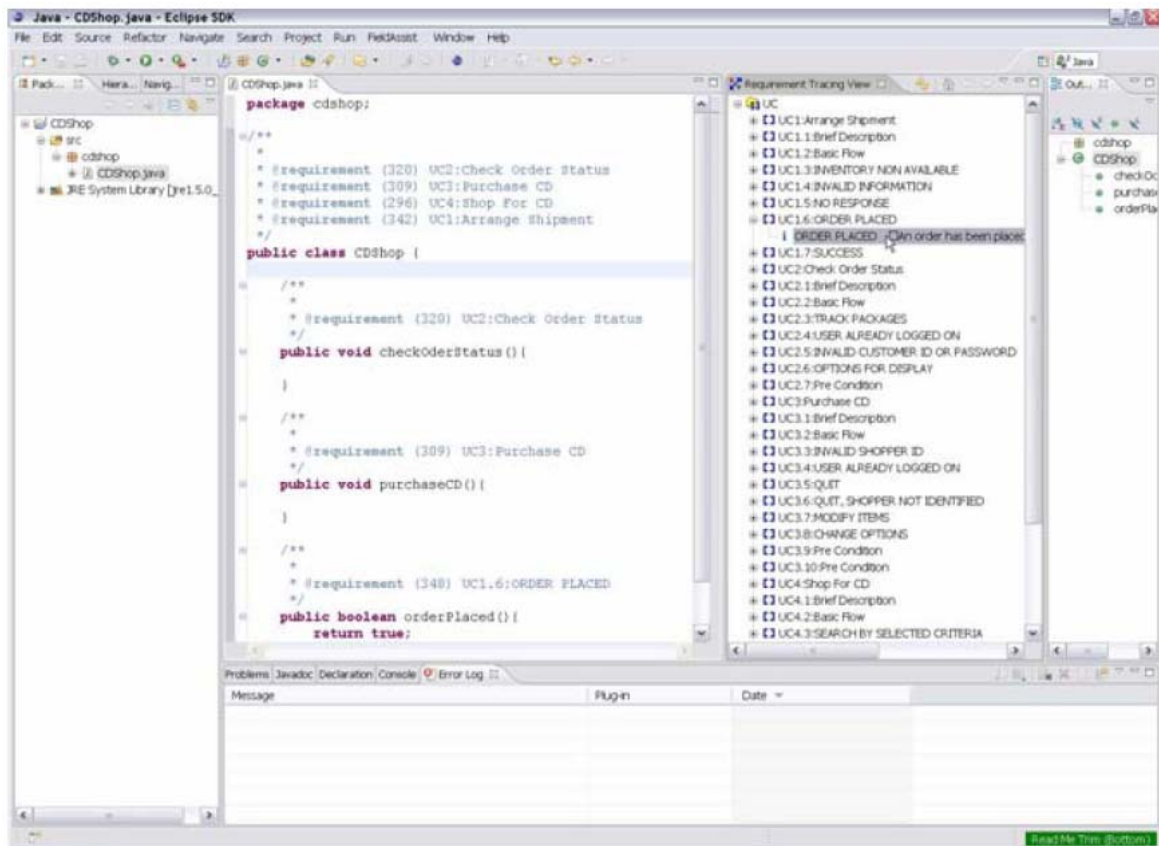 Java - CDShop.java - Eclipse SDK
File Edit Source Refactor Navigate Search Project Run FieldAssist Window Help
Java
Pack... Hiera... Navig...
CDShop
src
cdshop
CDShop.java
JRE System Library [jre1.5.0_
CDShop.java
package cdshop;
/**
*
* @requirement (320) UC2:Check Order Status
* @requirement (309) UC3:Purchase CD
* @requirement (296) UC4:Shop For CD
* @requirement (342) UC1:Arrange Shipment
*/
public class CDShop {
/**
*
* @requirement (320) UC2:Check Order Status
*/
public void checkOderStatus(){
}
/**
*
* @requirement (309) UC3:Purchase CD
*/
public void purchaseCD(){
}
/**
*
* @requirement (348) UC1.6:ORDER PLACED
*/
public boolean orderPlaced(){
return true;
Requirement Tracing View
UC
UC1:Arrange Shipment
UC1.1:Brief Description
UC1.2:Basic Flow
UC1.3:INVENTORY NON AVAILABLE
UC1.4:INVALID INFORMATION
UC1.5:NO RESPONSE
UC1.6:ORDER PLACED
ORDER PLACED An order has been placed
UC1.7:SUCCESS
UC2:Check Order Status
UC2.1:Brief Description
UC2.2:Basic Flow
UC2.3:TRACK PACKAGES
UC2.4:USER ALREADY LOGGED ON
UC2.5:INVALID CUSTOMER ID OR PASSWORD
UC2.6:OPTIONS FOR DISPLAY
UC2.7:Pre Condition
UC3:Purchase CD
UC3.1:Brief Description
UC3.2:Basic Flow
UC3.3:INVALID SHOPPER ID
UC3.4:USER ALREADY LOGGED ON
UC3.5:QUIT
UC3.6:QUIT, SHOPPER NOT IDENTIFIED
UC3.7:MODIFY ITEMS
UC3.8:CHANGE OPTIONS
UC3.9:Pre Condition
UC3.10:Pre Condition
UC4:Shop For CD
UC4.1:Brief Description
UC4.2:Basic Flow
UC4.3:SEARCH BY SELECTED CRITERIA
Out...
cdshop
CDShop
checkOc
purchas
orderPla
Problems Javadoc Declaration Console Error Log
Message Plug-in Date
Read Me Trim (Bottom)